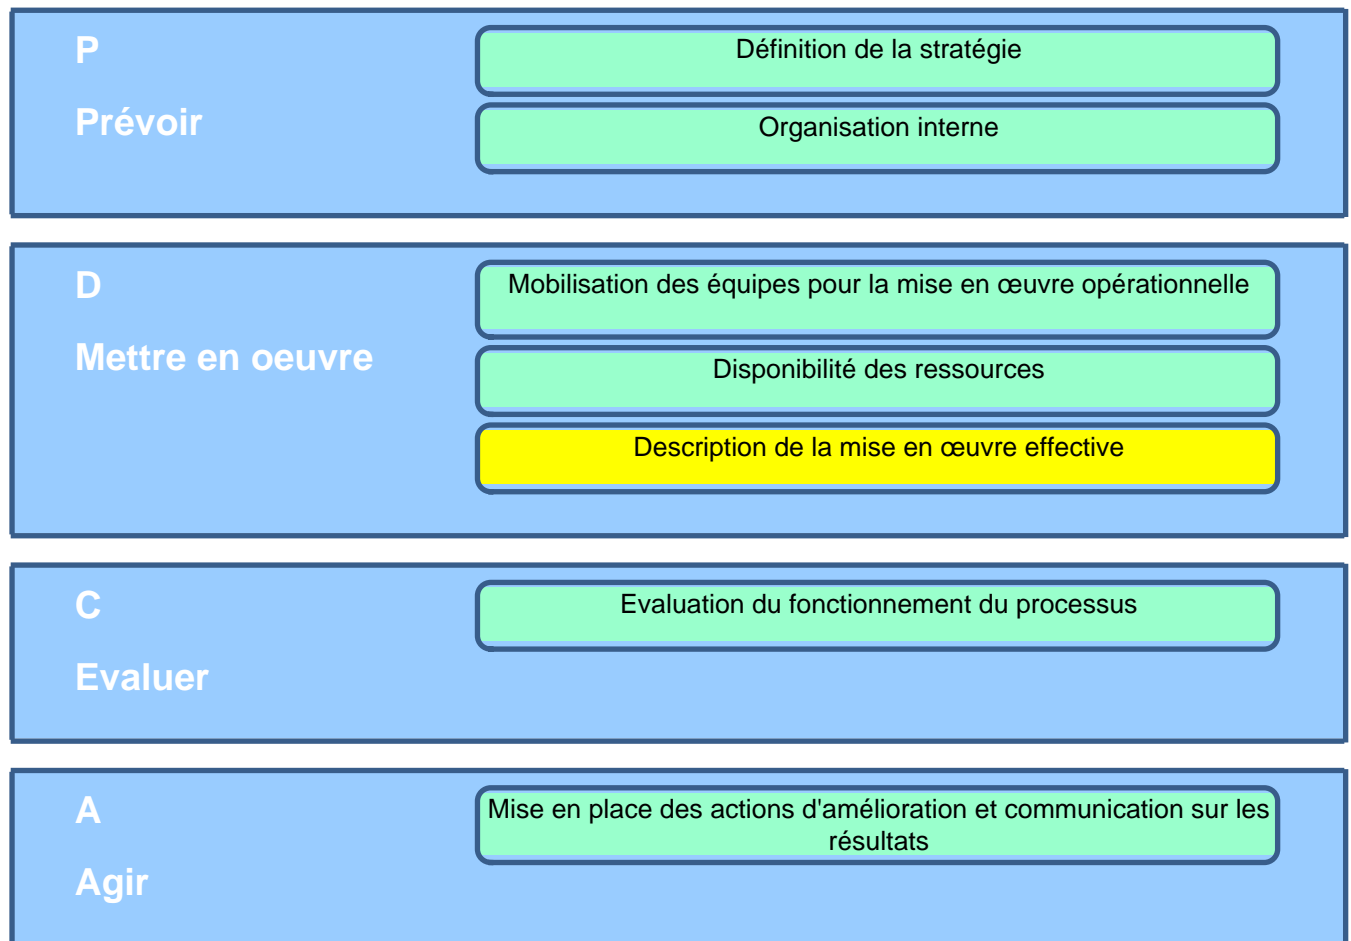 P
Prévoir
Définition de la stratégie
Organisation interne
D
Mettre en oeuvre
Mobilisation des équipes pour la mise en œuvre opérationnelle
Disponibilité des ressources
Description de la mise en œuvre effective
C
Evaluer
Evaluation du fonctionnement du processus
A
Agir
Mise en place des actions d'amélioration et communication sur les
résultats